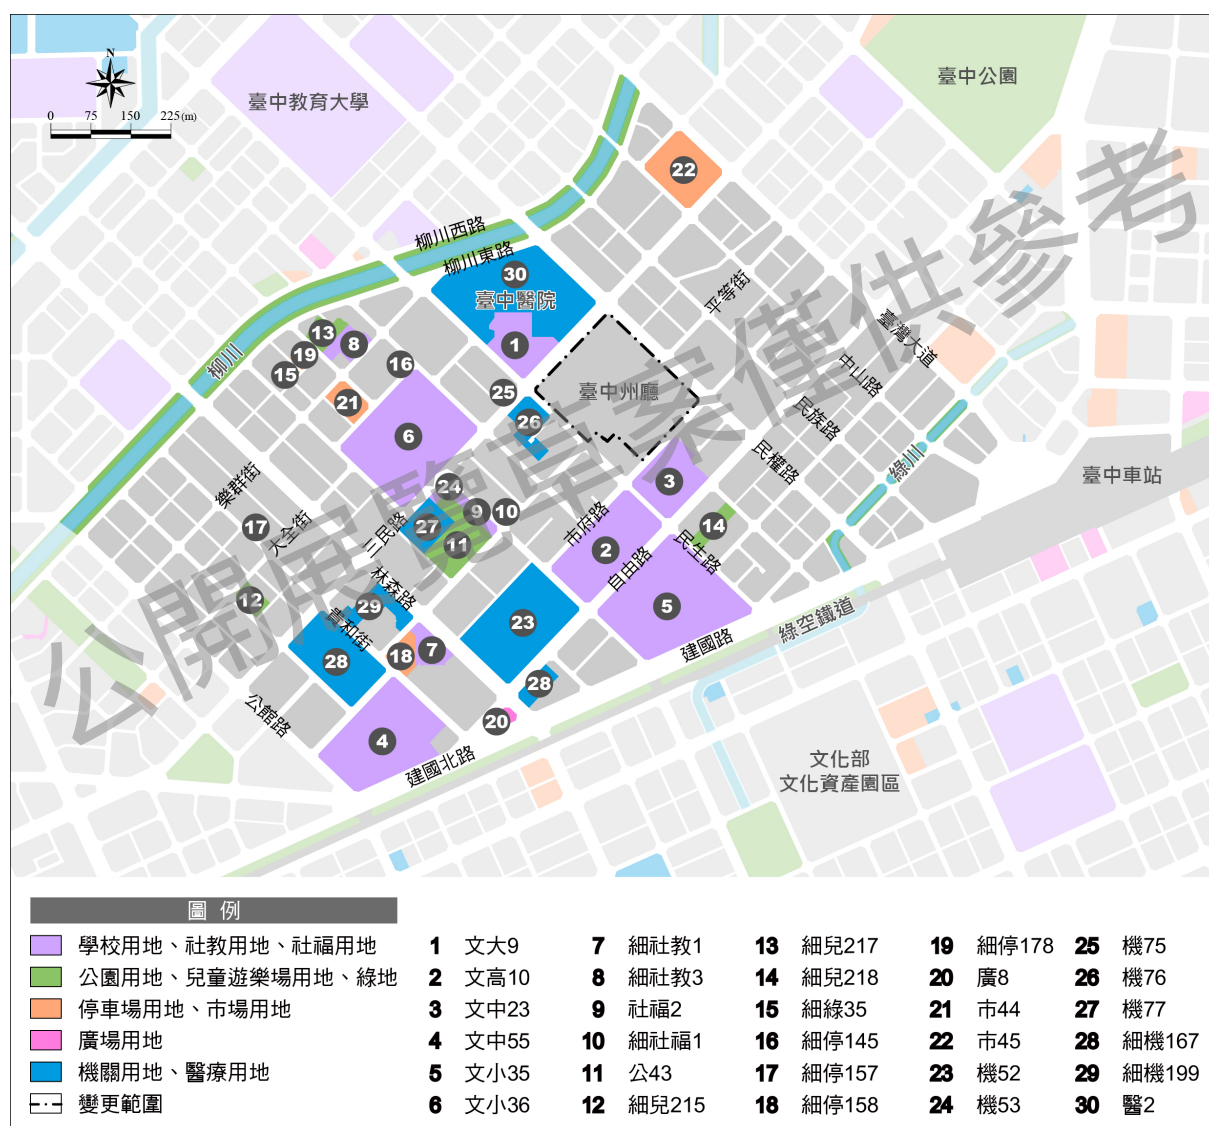 N
0 75 150 225(m)
臺中教育大學
臺中公園
22
柳川西路
柳川東路
30
臺中醫院
平等街
臺灣大道
13
8
1
19
16
15
柳川
中山路
25
臺中州廳
21
26
民族路
6
民權路
綠川
臺中車站
3
24
樂群街
9
10
17
大全街
三民路
27
市府路
14
11
2
民生路
自由路
林森路
12
29
5
貴和街
23
綠空鐵道
建國路
28
18
7
28
公館路
20
4
建國北路
文化部
文化資產園區
公開展覽草案僅供參考
圖 例
學校用地、社教用地、社福用地
公園用地、兒童遊樂場用地、綠地
停車場用地、市場用地
廣場用地
機關用地、醫療用地
變更範圍
1 文大9
2 文高10
3 文中23
4 文中55
5 文小35
6 文小36
7 細社教1
8 細社教3
9 社福2
10 細社福1
11 公43
12 細兒215
13 細兒217
14 細兒218
15 細綠35
16 細停145
17 細停157
18 細停158
19 細停178
20 廣8
21 市44
22 市45
23 機52
24 機53
25 機75
26 機76
27 機77
28 細機167
29 細機199
30 醫2